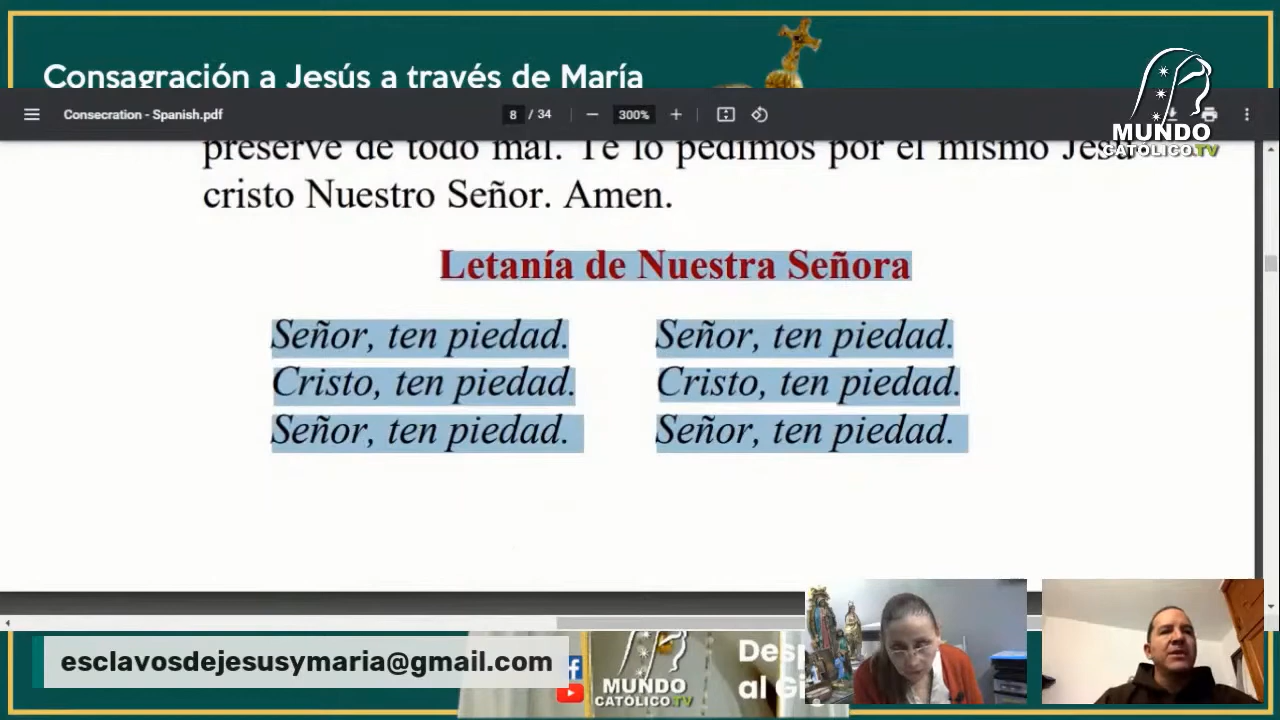 Consagración a Jesús a través de María
Consecration - Spanish.pdf
8 / 34
300%
MUNDO
CATÓLICO.TV
preserve de todo mal. Te lo pedimos por el mismo
cristo Nuestro Señor. Amen.
Letanía de Nuestra Señora
Señor, ten piedad. Señor, ten piedad.
Cristo, ten piedad. Cristo, ten piedad.
Señor, ten piedad. Señor, ten piedad.
esclavosdejesusymaria@gmail.com
MUNDO
CATÓLICO.TV
al